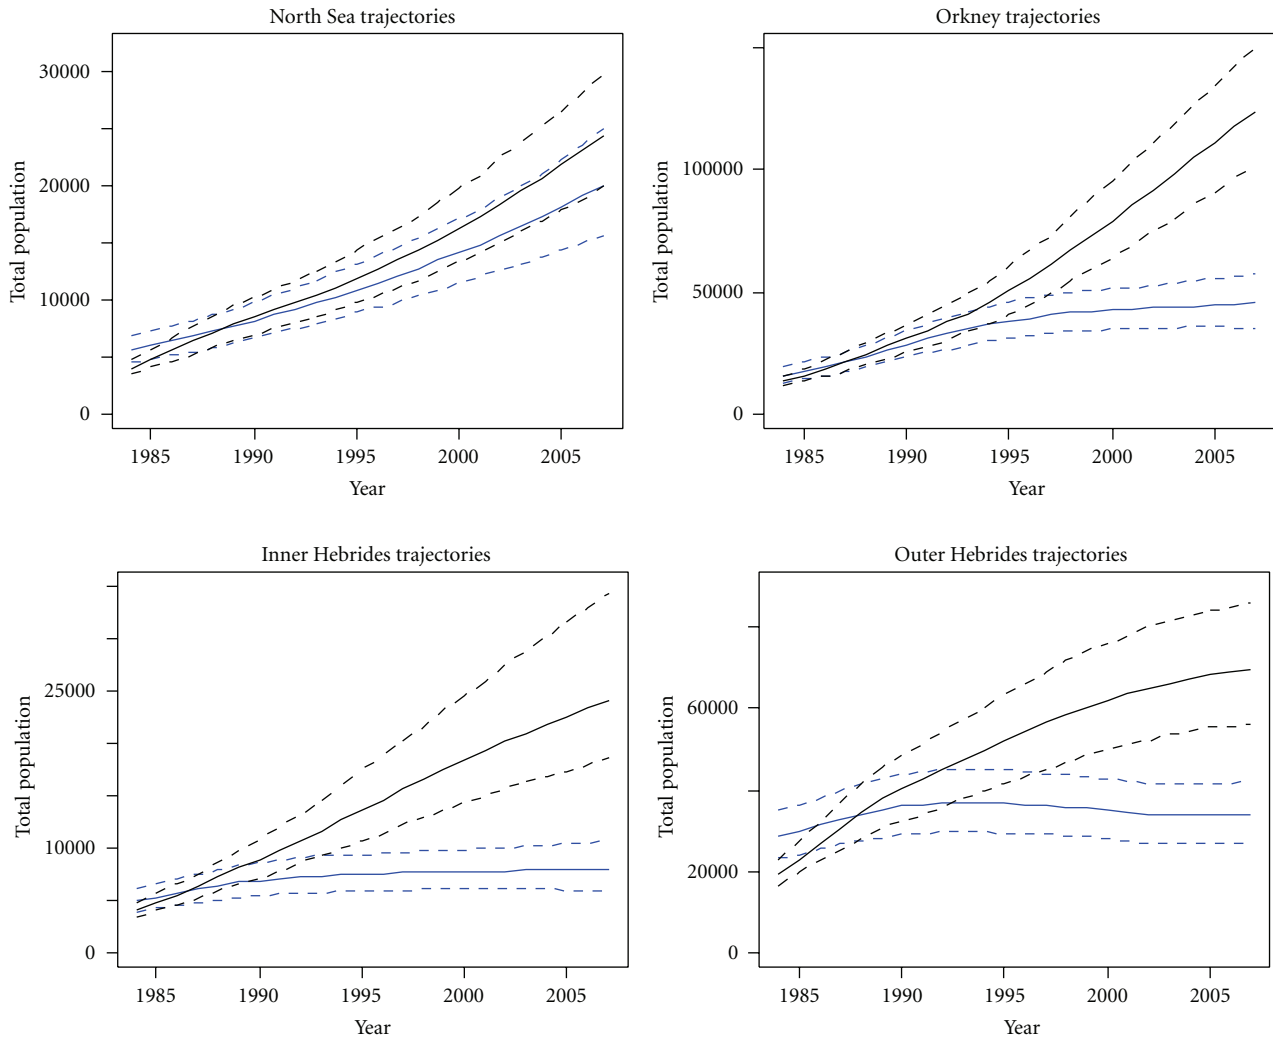 North Sea trajectories
Total population
30000
20000
10000
0
1985 1990 1995 2000 2005
Year
Orkney trajectories
Total population
100000
50000
0
1985 1990 1995 2000 2005
Year
Inner Hebrides trajectories
Total population
25000
10000
0
1985 1990 1995 2000 2005
Year
Outer Hebrides trajectories
Total population
60000
20000
0
1985 1990 1995 2000 2005
Year